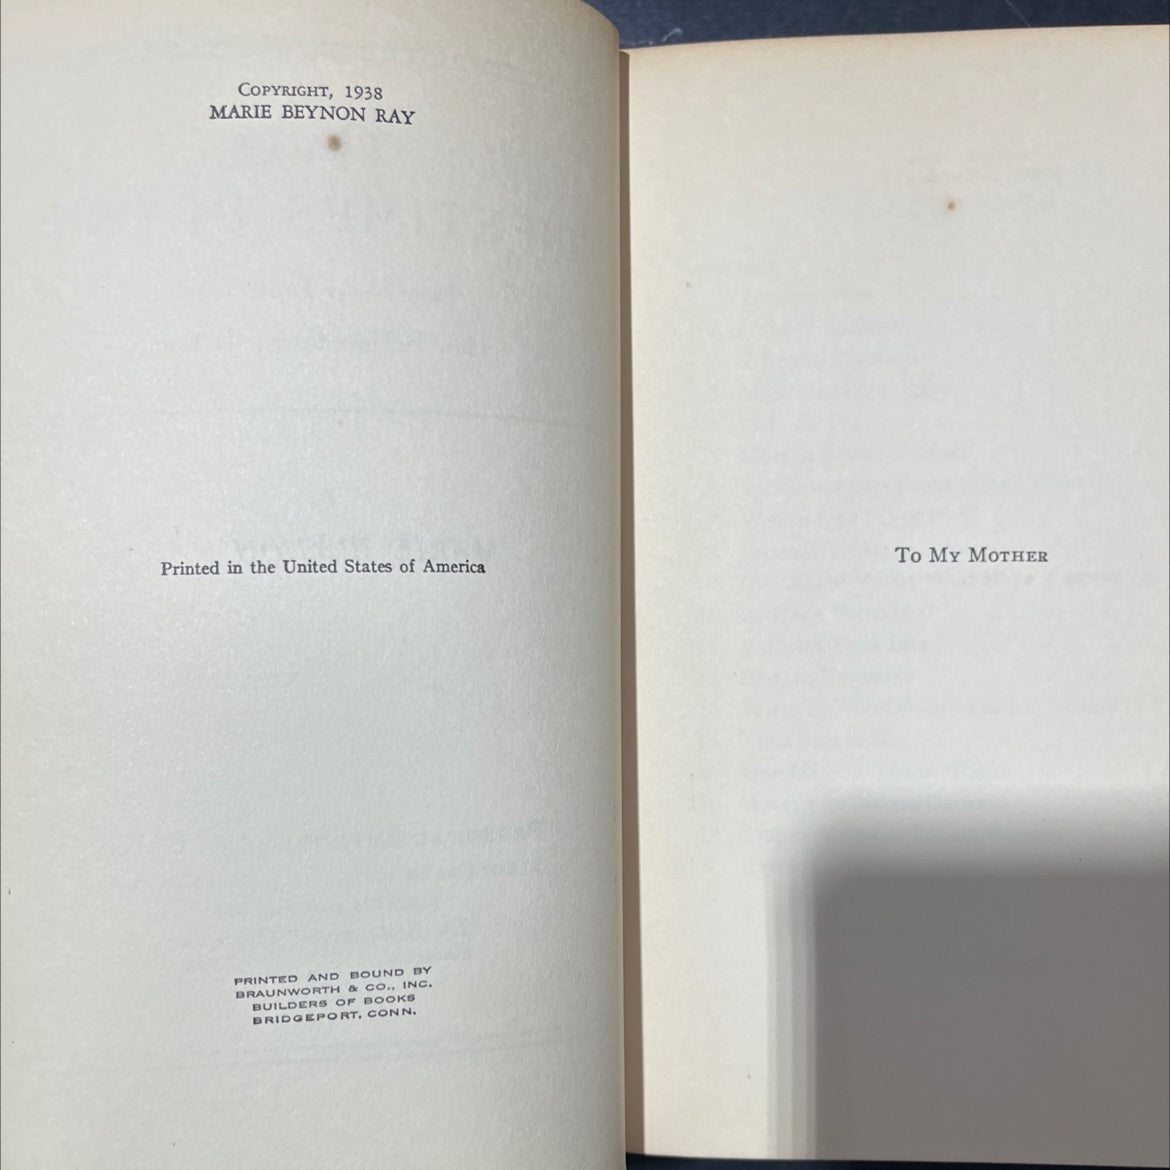 Copyright, 1938
MARIE BEYNON RAY
Printed in the United States of America
PRINTED AND BOUND BY
BRAUNWORTH & CO., INC.
BUILDERS OF BOOKS
BRIDGEPORT, CONN.
To My Mother